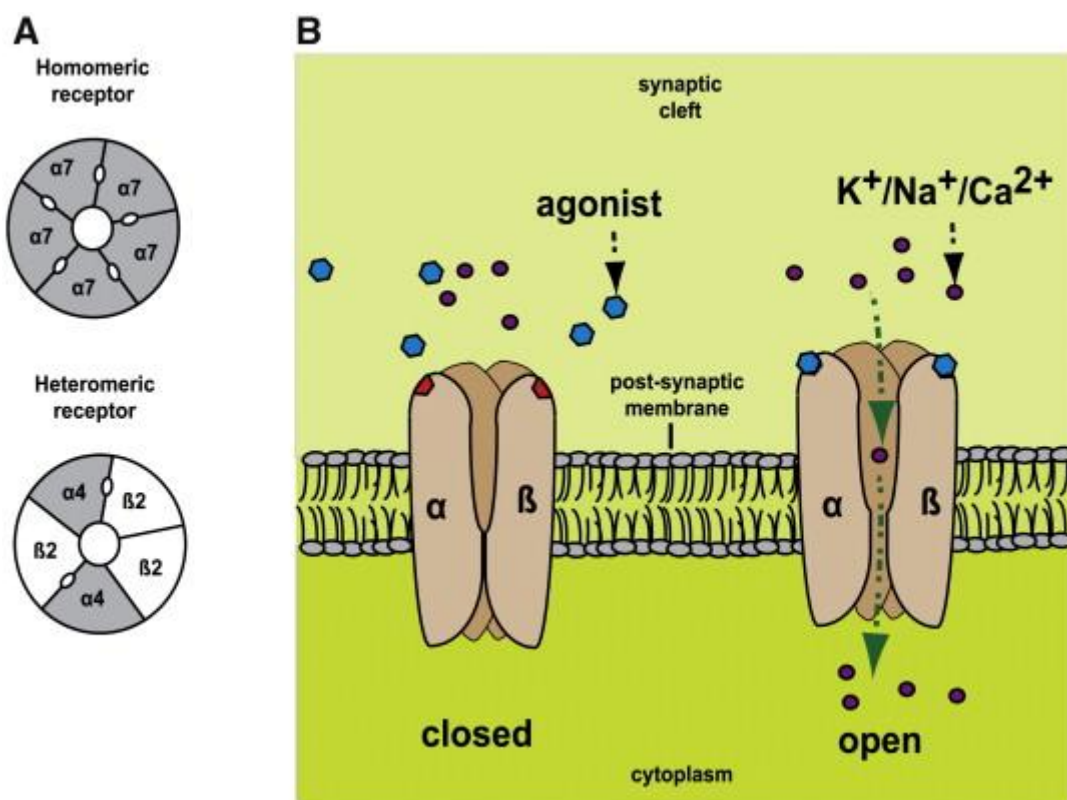 A
Homomeric
receptor
α7
α7
α7
α7
α7
Heteromeric
receptor
α4
ß2
ß2
ß2
α4
B
synaptic
cleft
agonist
K⁺/Na⁺/Ca²⁺
post-synaptic
membrane
α
ß
α
ß
closed
open
cytoplasm